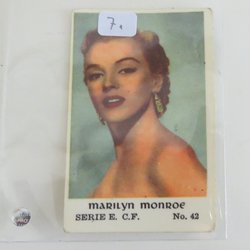 7.
MARILYN MONROE
SERIE E. C.F. No. 42